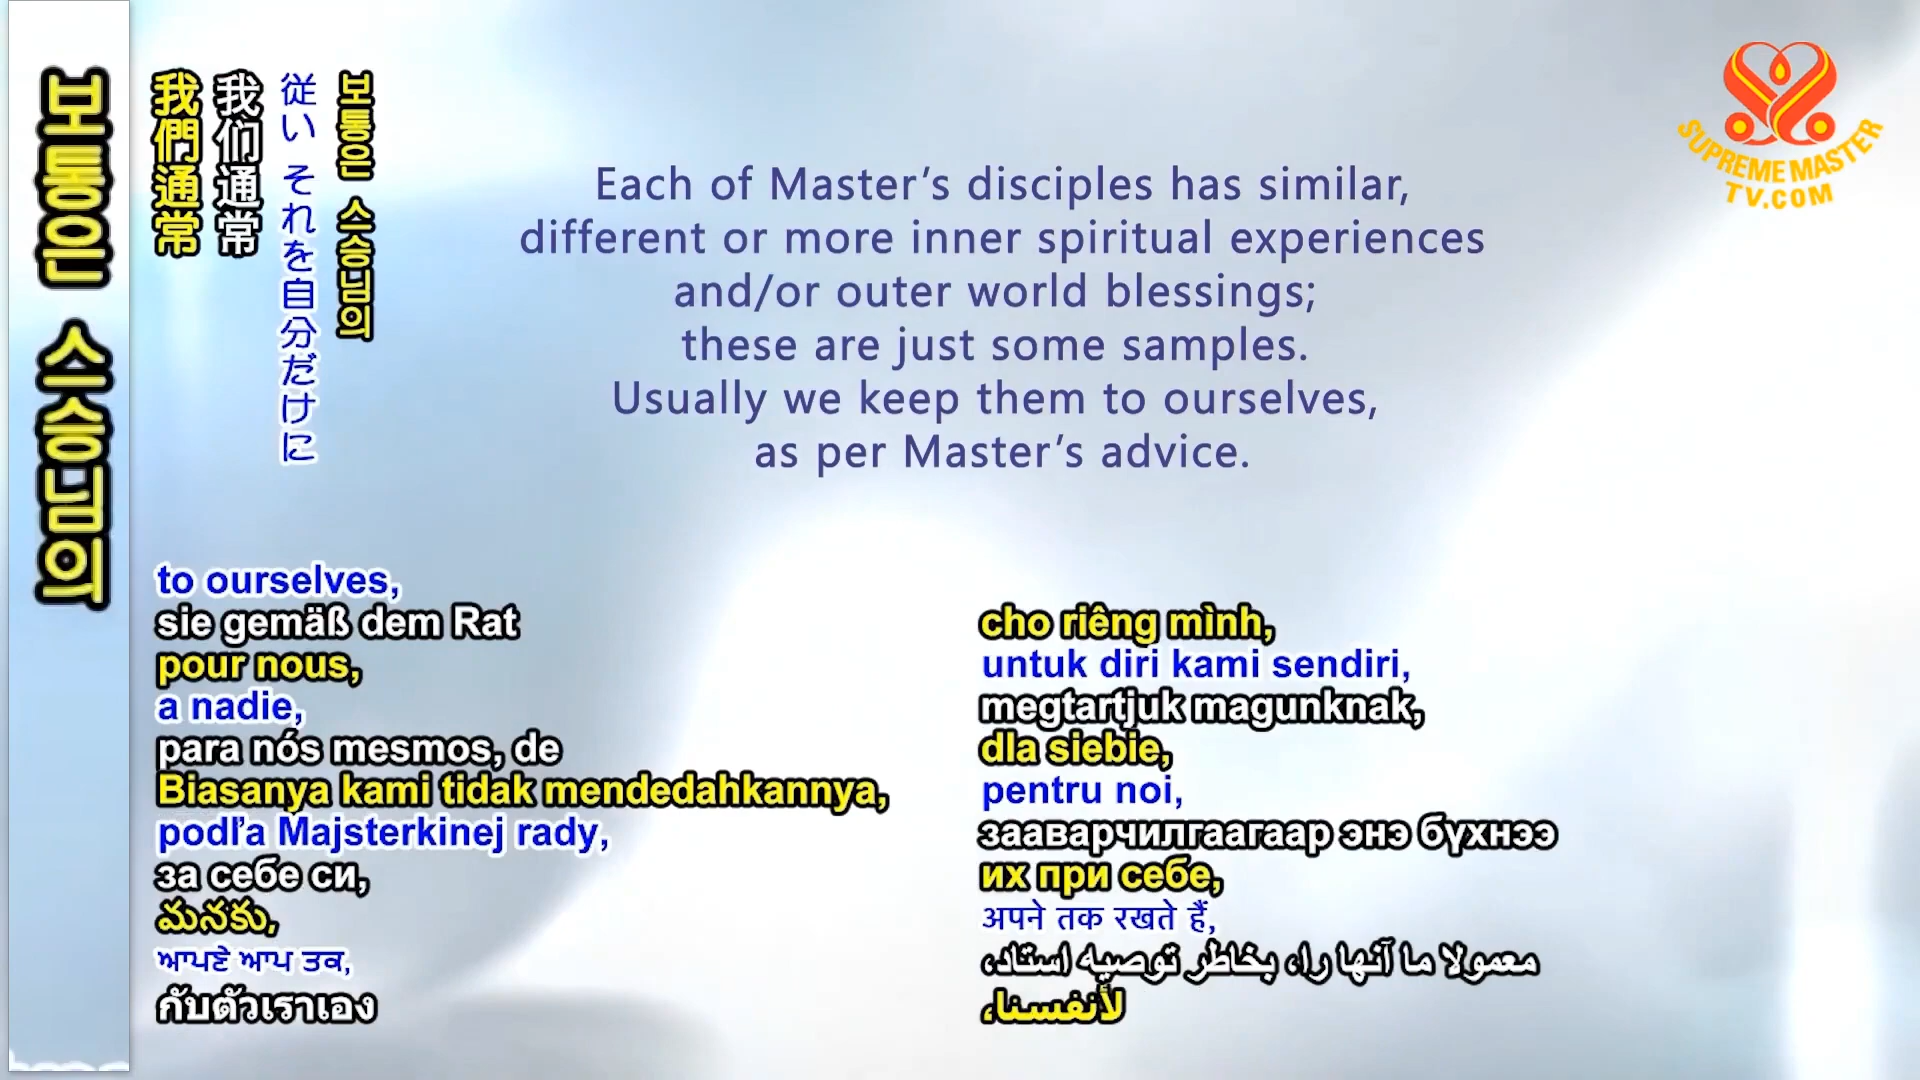 보통은 스승님의
我們通常
我们通常
従い それを自分だけに
보통은 스승님의
SUPREME MASTER
TV.COM
Each of Master’s disciples has similar,
different or more inner spiritual experiences
and/or outer world blessings;
these are just some samples.
Usually we keep them to ourselves,
as per Master’s advice.
to ourselves,
sie gemäß dem Rat
pour nous,
a nadie,
para nós mesmos, de
Biasanya kami tidak mendedahkannya,
podľa Majsterkinej rady,
за себе си,
మనకు,
ਆਪਣੇ ਆਪ ਤਕ,
กับตัวเราเอง
cho riêng mình,
untuk diri kami sendiri,
megtartjuk magunknak,
dla siebie,
pentru noi,
зааварчилгаагаар энэ бүхнээ
их при себе,
अपने तक रखते हैं,
معمولا ما آنها را، بخاطر توصیه استاد،
لأنفسنا،